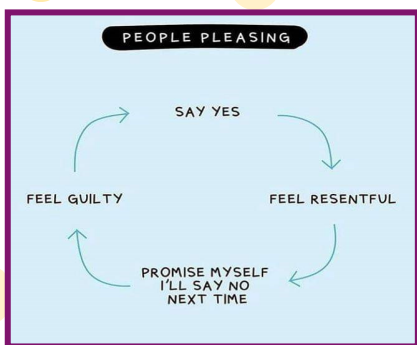 PEOPLE PLEASING
SAY YES
FEEL GUILTY
FEEL RESENTFUL
PROMISE MYSELF
I'LL SAY NO
NEXT TIME